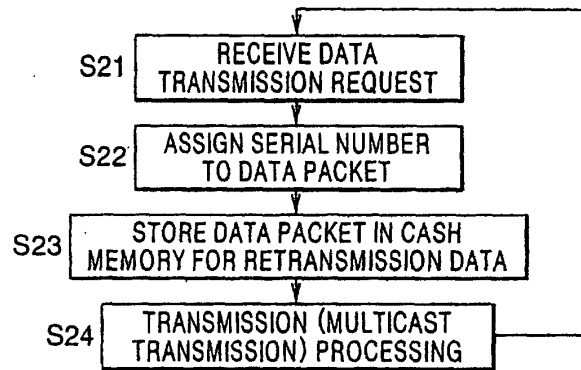 S21
RECEIVE DATA
TRANSMISSION REQUEST
S22
ASSIGN SERIAL NUMBER
TO DATA PACKET
S23
STORE DATA PACKET IN CASH
MEMORY FOR RETRANSMISSION DATA
S24
TRANSMISSION (MULTICAST
TRANSMISSION) PROCESSING